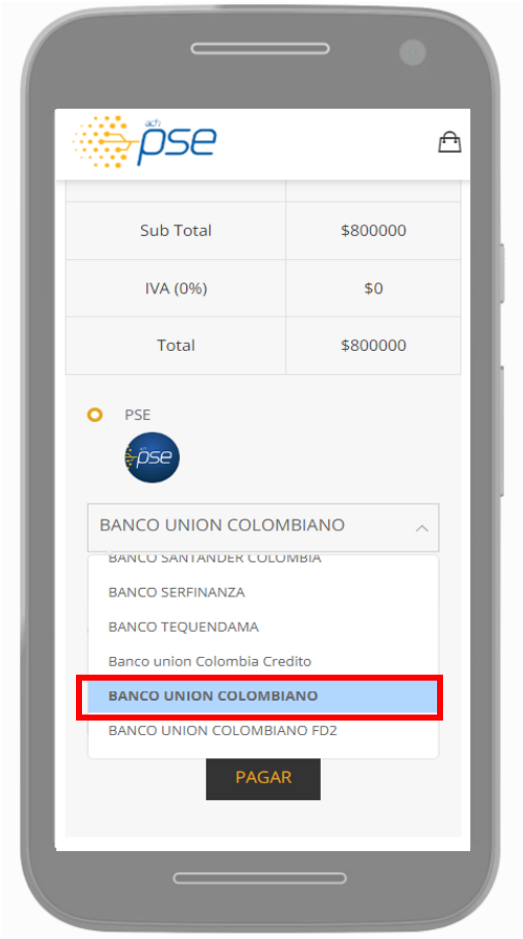 ach
pse
Sub Total $800000
IVA (0%) $0
Total $800000
PSE
pse
BANCO UNION COLOMBIANO
BANCO SANTANDER COLOMBIA
BANCO SERFINANZA
BANCO TEQUENDAMA
Banco union Colombia Credito
BANCO UNION COLOMBIANO
BANCO UNION COLOMBIANO FD2
PAGAR